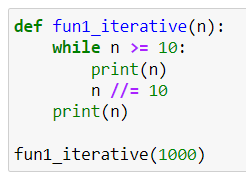 def fun1_iterative(n):
    while n >= 10:
        print(n)
        n //= 10
    print(n)

fun1_iterative(1000)